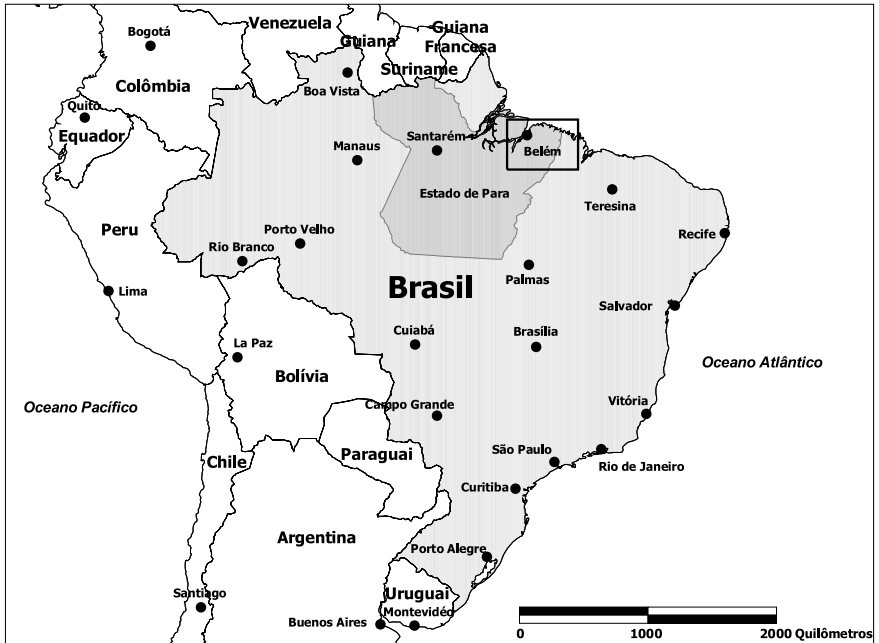 Venezuela
Guiana
Francesa
Bogotá
Guiana
Suriname
Colômbia
Boa Vista
Quito
Equador
Santarém
Belém
Manaus
Estado de Para
Teresina
Peru
Porto Velho
Recife
Rio Branco
Palmas
Lima
Brasil
Salvador
Cuiabá
Brasília
La Paz
Oceano Atlântico
Bolívia
Oceano Pacífico
Campo Grande
Vitória
Paraguai
São Paulo
Chile
Rio de Janeiro
Curitiba
Argentina
Porto Alegre
Santiago
Uruguai
Montevidéo
Buenos Aires
0 1000 2000 Quilômetros